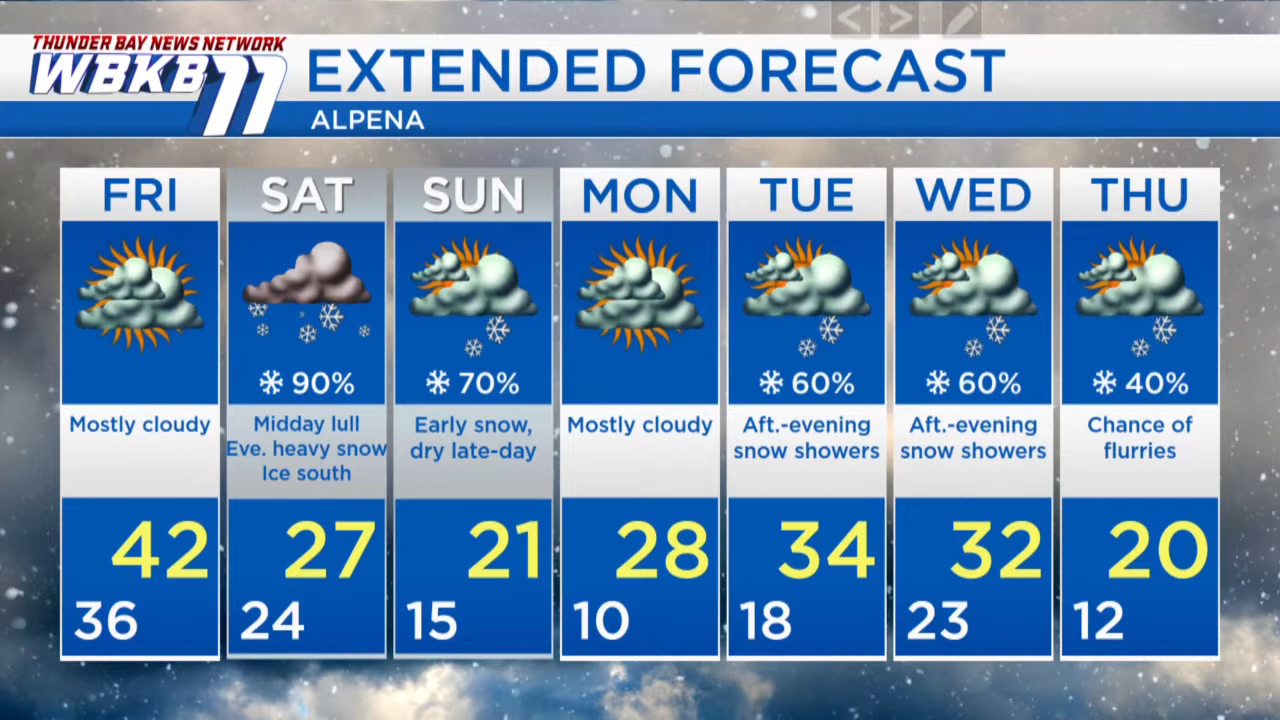 THUNDER BAY NEWS NETWORK
WBKB 11
EXTENDED FORECAST
ALPENA
FRI
Mostly cloudy
42
36
SAT
90%
Midday lull
Eve. heavy snow
Ice south
27
24
SUN
70%
Early snow,
dry late-day
21
15
MON
Mostly cloudy
28
10
TUE
60%
Aft.-evening
snow showers
34
18
WED
60%
Aft.-evening
snow showers
32
23
THU
40%
Chance of
flurries
20
12